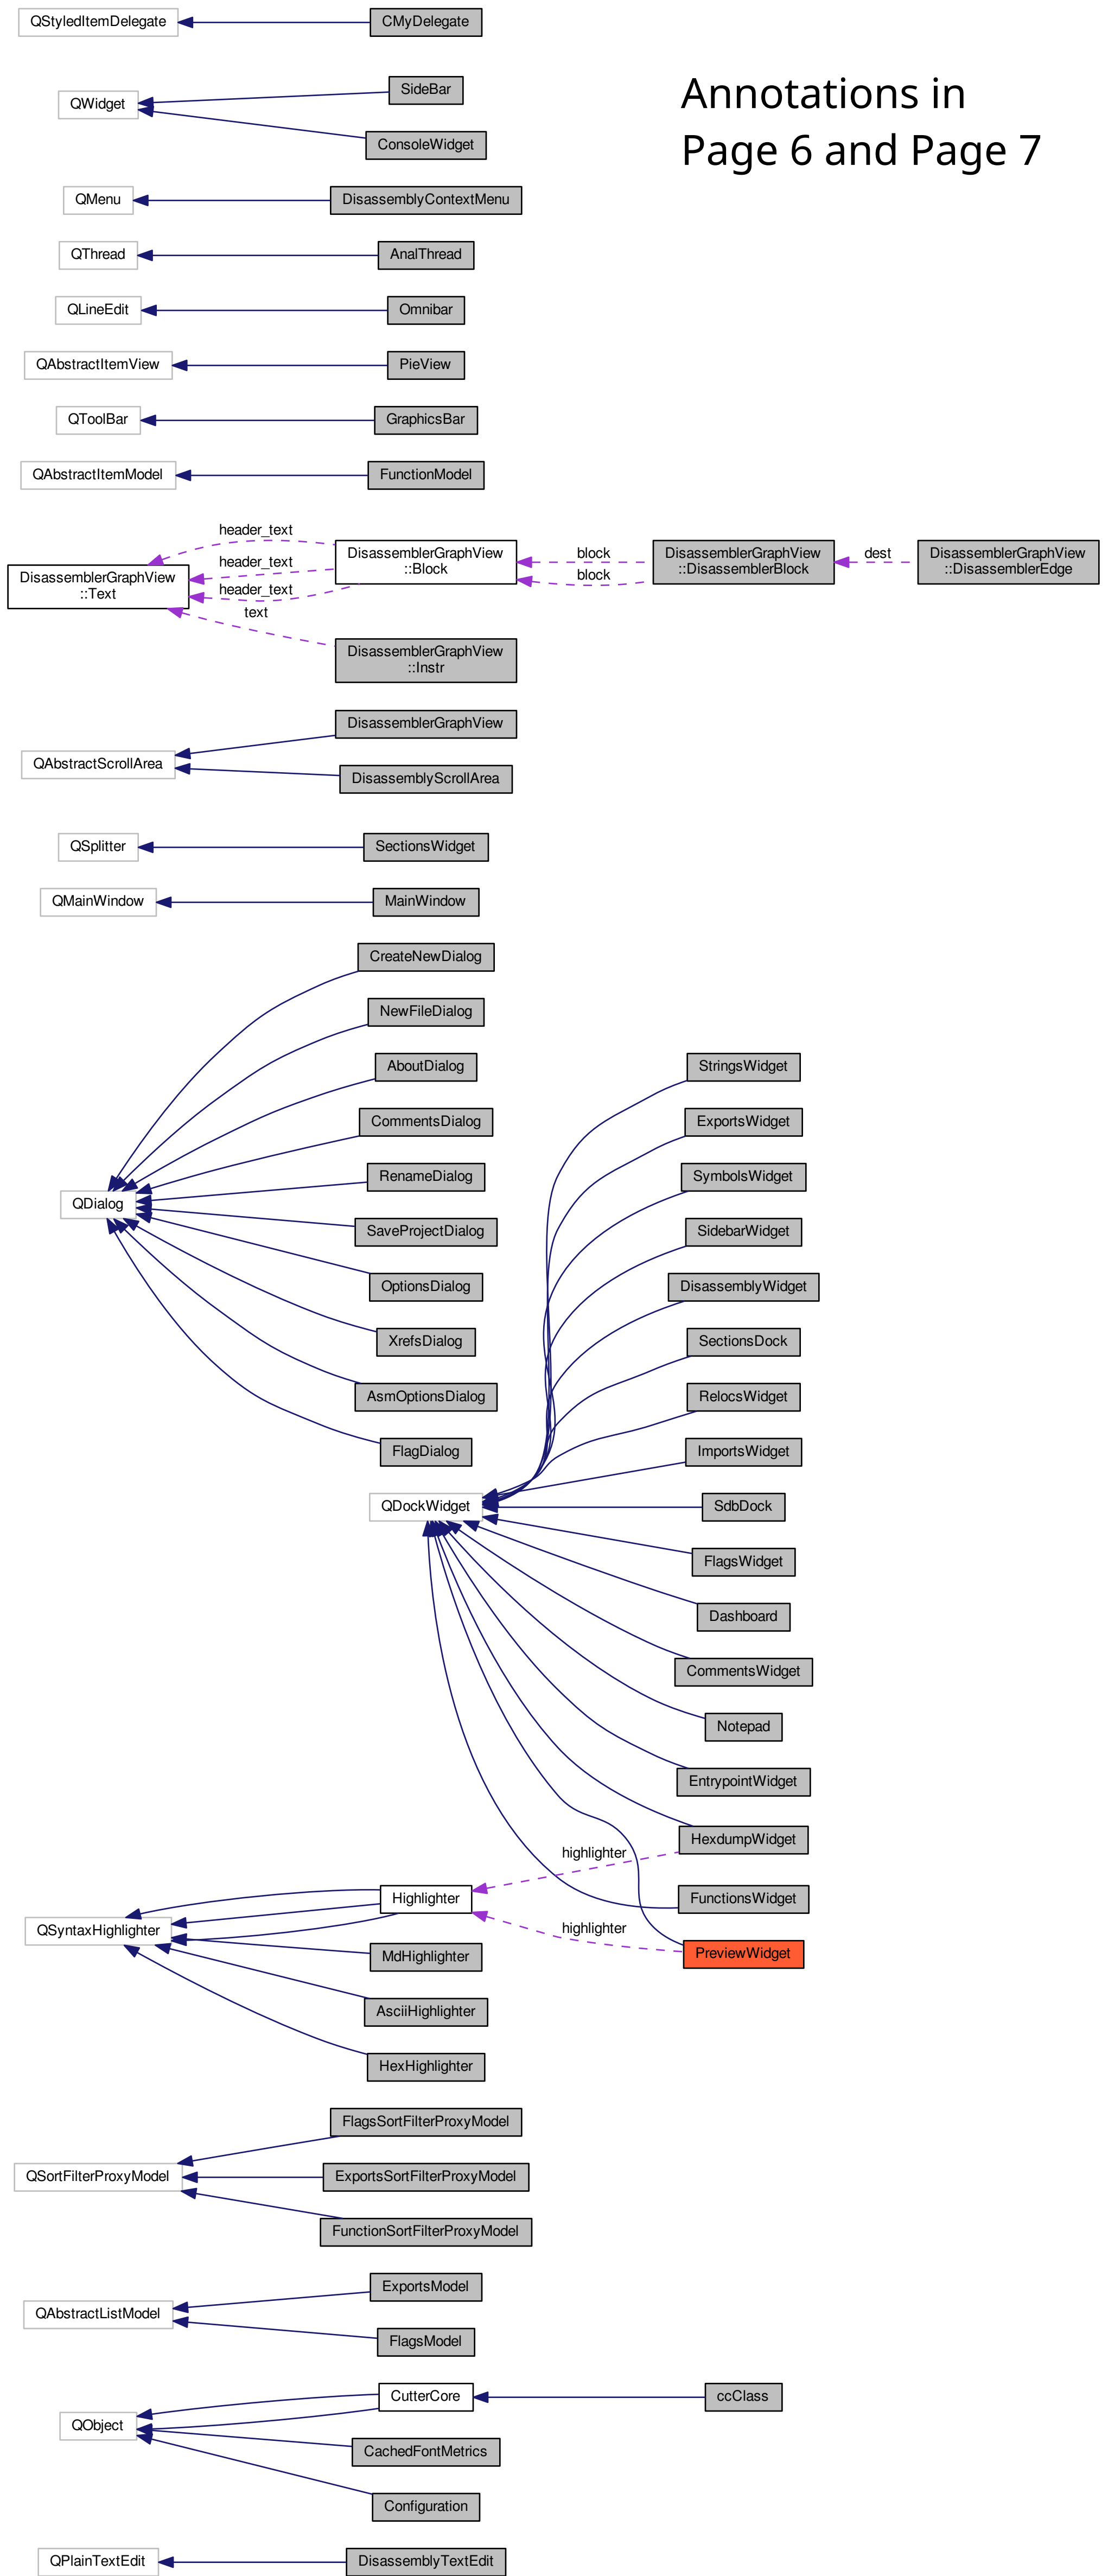 QStyledItemDelegate
CMyDelegate
Annotations in
Page 6 and Page 7
QWidget
SideBar
ConsoleWidget
QMenu
DisassemblyContextMenu
QThread
AnalThread
QLineEdit
Omnibar
QAbstractItemView
PieView
QToolBar
GraphicsBar
QAbstractItemModel
FunctionModel
DisassemblerGraphView
::Text
header_text
header_text
header_text
text
DisassemblerGraphView
::Block
block
block
DisassemblerGraphView
::DisassemblerBlock
dest
DisassemblerGraphView
::DisassemblerEdge
DisassemblerGraphView
::Instr
QAbstractScrollArea
DisassemblerGraphView
DisassemblyScrollArea
QSplitter
SectionsWidget
QMainWindow
MainWindow
QDialog
CreateNewDialog
NewFileDialog
AboutDialog
CommentsDialog
RenameDialog
SaveProjectDialog
OptionsDialog
XrefsDialog
AsmOptionsDialog
FlagDialog
QDockWidget
StringsWidget
ExportsWidget
SymbolsWidget
SidebarWidget
DisassemblyWidget
SectionsDock
RelocsWidget
ImportsWidget
SdbDock
FlagsWidget
Dashboard
CommentsWidget
Notepad
EntrypointWidget
HexdumpWidget
FunctionsWidget
PreviewWidget
highlighter
highlighter
QSyntaxHighlighter
Highlighter
MdHighlighter
AsciiHighlighter
HexHighlighter
QSortFilterProxyModel
FlagsSortFilterProxyModel
ExportsSortFilterProxyModel
FunctionSortFilterProxyModel
QAbstractListModel
ExportsModel
FlagsModel
QObject
CutterCore
ccClass
CachedFontMetrics
Configuration
QPlainTextEdit
DisassemblyTextEdit